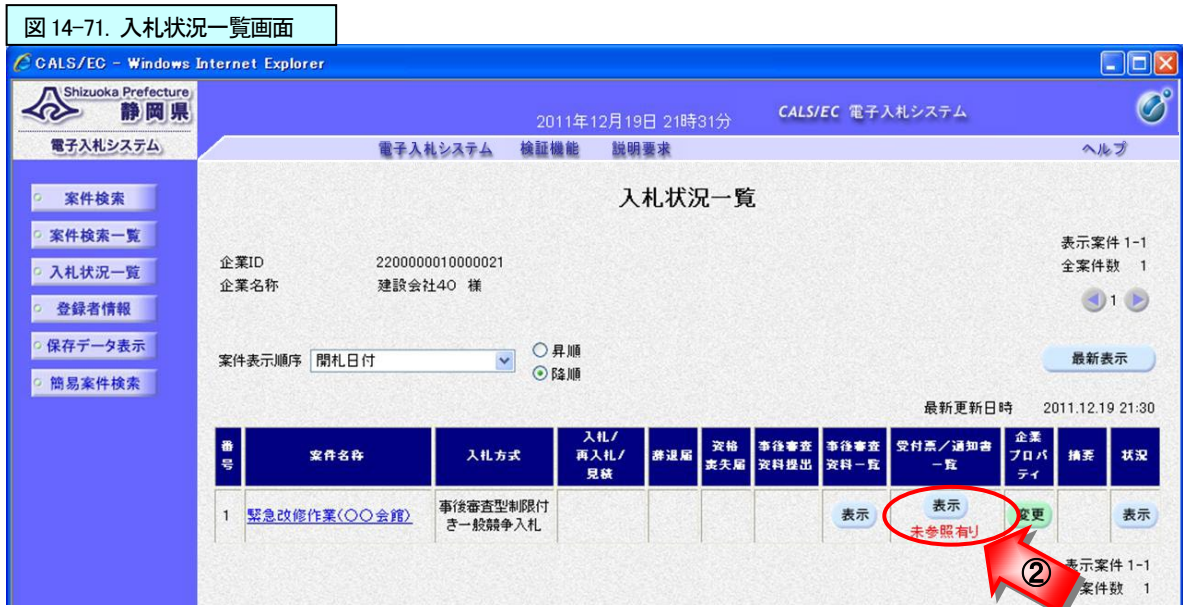 図 14-71. 入札状況一覧画面
CALS/EC - Windows Internet Explorer
Shizuoka Prefecture
静岡県
電子入札システム
2011年12月19日 21時31分
CALS/EC 電子入札システム
電子入札システム 検証機能 説明要求 ヘルプ
案件検索
案件検索一覧
入札状況一覧
登録者情報
保存データ表示
簡易案件検索
入札状況一覧
表示案件 1-1
全案件数 1
企業ID 2200000010000021
企業名称 建設会社40 様
1
案件表示順序 開札日付
昇順
降順
最新表示
最新更新日時 2011.12.19 21:30
番号 案件名称 入札方式 入札/再入札/見積 辞退届 資格喪失届 事後審査資料提出 事後審査資料一覧 受付票/通知書一覧 企業プロパティ 摘要 状況
1 緊急改修作業(〇〇会館) 事後審査型制限付き一般競争入札 表示 表示 未参照有り 変更 表示
②
表示案件 1-1
案件数 1